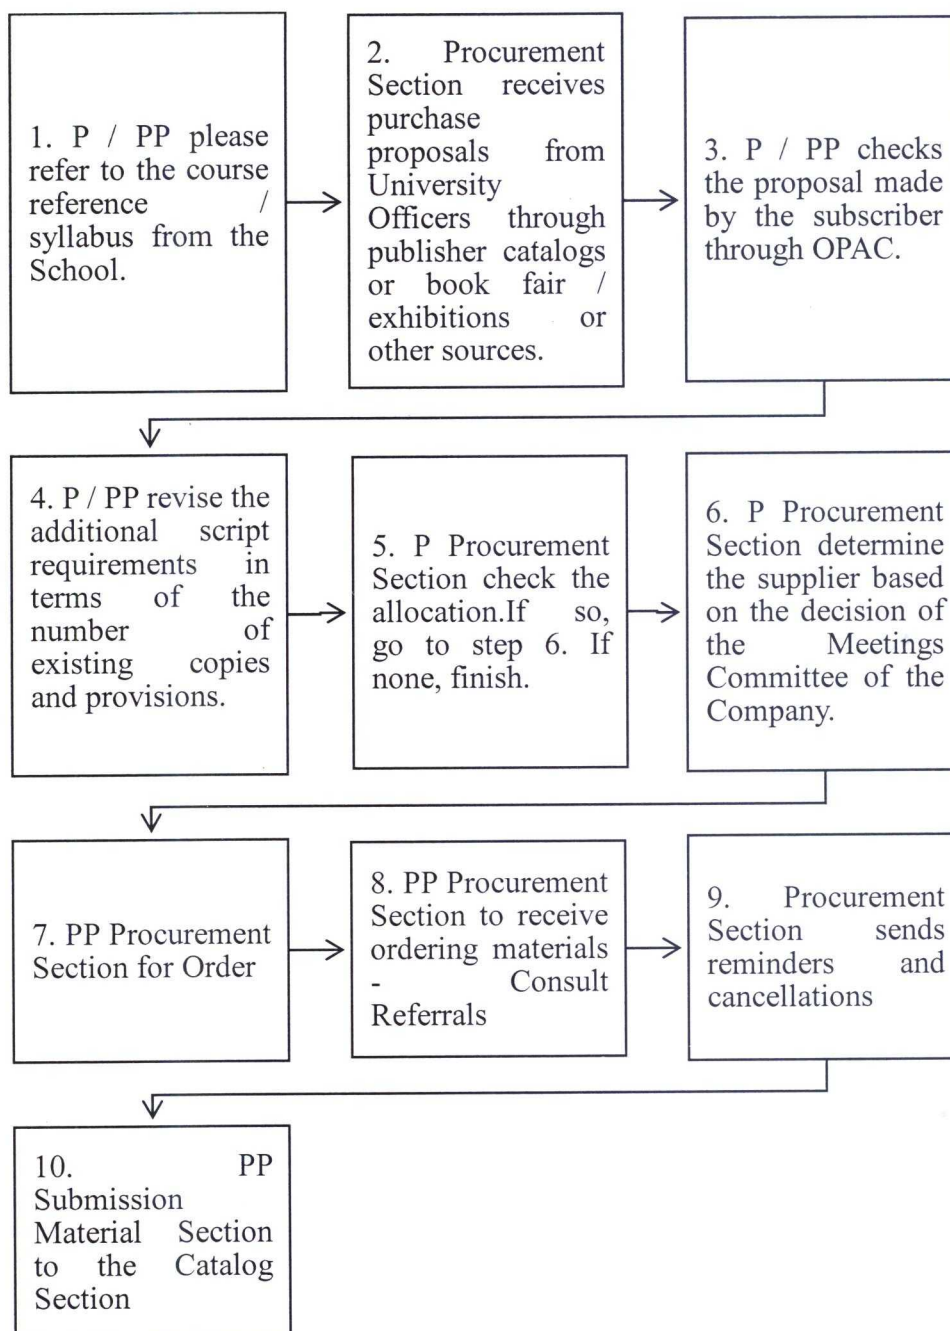 1. P / PP please
refer to the course
reference /
syllabus from the
School.
2. Procurement
Section receives
purchase
proposals from
University
Officers through
publisher catalogs
or book fair /
exhibitions or
other sources.
3. P / PP checks
the proposal made
by the subscriber
through OPAC.
4. P / PP revise the
additional script
requirements in
terms of the
number of
existing copies
and provisions.
5. P Procurement
Section check the
allocation.If so,
go to step 6. If
none, finish.
6. P Procurement
Section determine
the supplier based
on the decision of
the Meetings
Committee of the
Company.
7. PP Procurement
Section for Order
8. PP Procurement
Section to receive
ordering materials
- Consult
Referrals
9. Procurement
Section sends
reminders and
cancellations
10. PP
Submission
Material Section
to the Catalog
Section